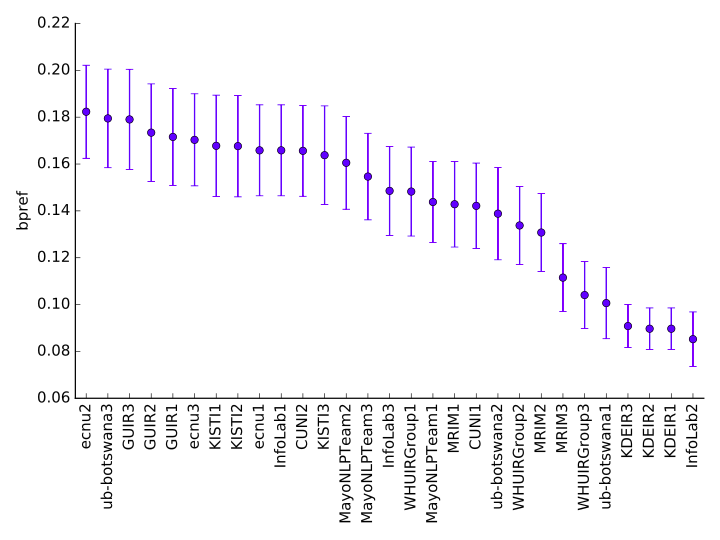 0.22
0.20
0.18
0.16
0.14
0.12
0.10
0.08
0.06
bpref
ecnu2
ub-botswana3
GUIR3
GUIR2
GUIR1
ecnu3
KISTI1
KISTI2
ecnu1
InfoLab1
CUNI2
KISTI3
MayoNLPTeam2
MayoNLPTeam3
InfoLab3
WHUIRGroup1
MayoNLPTeam1
MRIM1
CUNI1
ub-botswana2
WHUIRGroup2
MRIM2
MRIM3
WHUIRGroup3
ub-botswana1
KDEIR3
KDEIR2
KDEIR1
InfoLab2